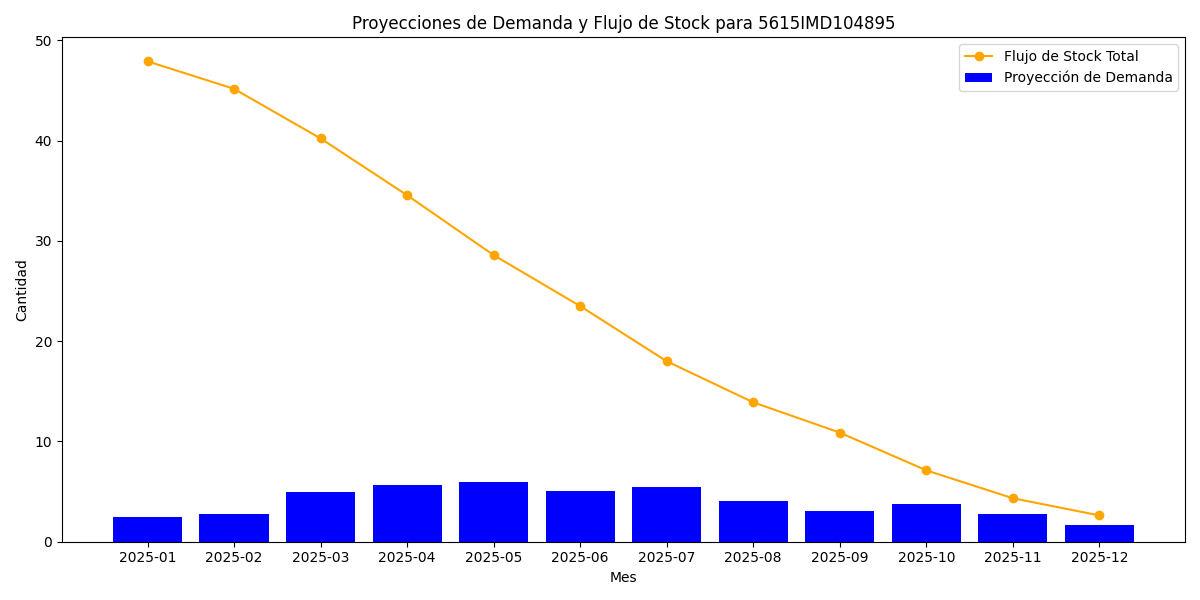 Proyecciones de Demanda y Flujo de Stock para 5615IMD104895
Flujo de Stock Total
Proyección de Demanda
Cantidad
50
40
30
20
10
0
2025-01 2025-02 2025-03 2025-04 2025-05 2025-06 2025-07 2025-08 2025-09 2025-10 2025-11 2025-12
Mes